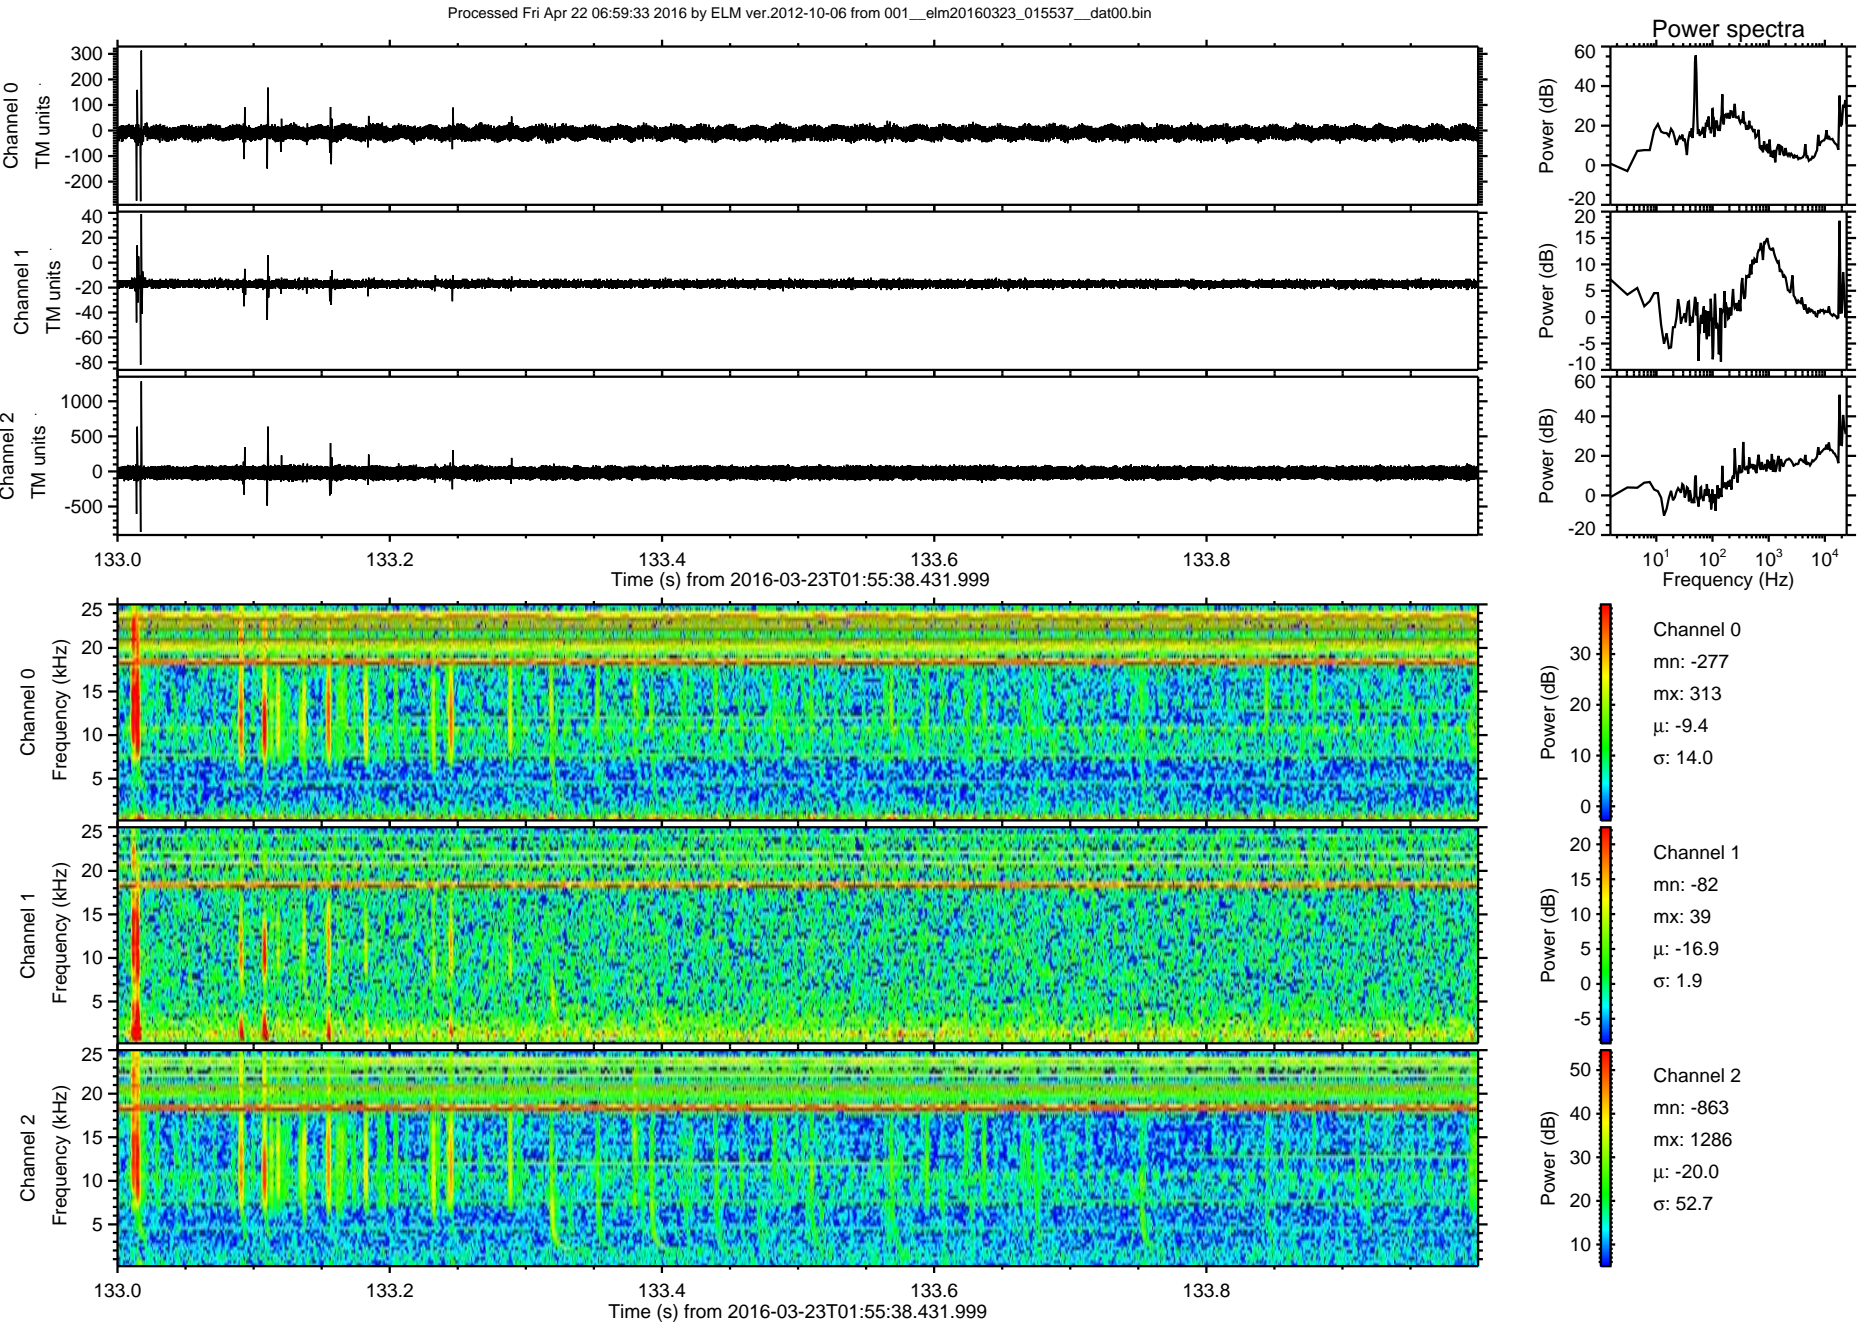 Processed Fri Apr 22 06:59:33 2016 by ELM ver.2012-10-06 from 001__elm20160323_015537__dat00.bin
Power spectra
Channel 0
TM units
300
200
100
0
-100
-200
Power (dB)
60
40
20
0
-20
Channel 1
TM units
40
20
0
-20
-40
-60
-80
Power (dB)
20
15
10
5
0
-5
-10
Channel 2
TM units
1000
500
0
-500
Power (dB)
60
40
20
0
-20
133.0 133.2 133.4 133.6 133.8
Time (s) from 2016-03-23T01:55:38.431.999
10¹ 10² 10³ 10⁴
Frequency (Hz)
Channel 0
Frequency (kHz)
25
20
15
10
5
Power (dB)
30
20
10
0
Channel 0
mn: -277
mx: 313
μ: -9.4
σ: 14.0
Channel 1
Frequency (kHz)
25
20
15
10
5
Power (dB)
20
15
10
5
0
-5
Channel 1
mn: -82
mx: 39
μ: -16.9
σ: 1.9
Channel 2
Frequency (kHz)
25
20
15
10
5
Power (dB)
50
40
30
20
10
Channel 2
mn: -863
mx: 1286
μ: -20.0
σ: 52.7
133.0 133.2 133.4 133.6 133.8
Time (s) from 2016-03-23T01:55:38.431.999